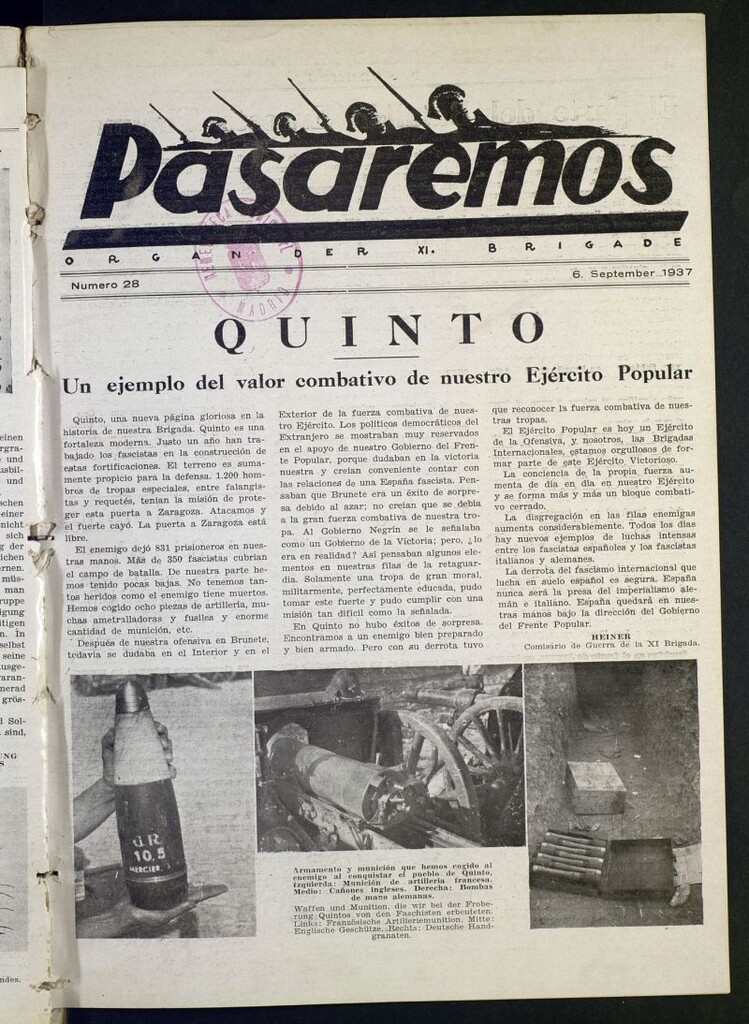 Pasaremos
ORGAN DER XI. BRIGADE
Numero 28
6. September 1937
QUINTO
Un ejemplo del valor combativo de nuestro Ejército Popular
Quinto, una nueva página gloriosa en la
historia de nuestra Brigada. Quinto es una
fortaleza moderna. Justo un año han tra-
bajado los fascistas en la construcción de
estas fortificaciones. El terreno es suma-
mente propicio para la defensa. 1.200 hom-
bres de tropas especiales, entre falangis-
tas y requetés, tenían la misión de prote-
ger esta puerta a Zaragoza. Atacamos y
el fuerte cayó. La puerta a Zaragoza está
libre.
El enemigo dejó 831 prisioneros en nues-
tras manos. Más de 350 fascistas cubrían
el campo de batalla. De nuestra parte he-
mos tenido pocas bajas. No tenemos tan-
tos heridos como el enemigo tiene muertos.
Hemos cogido ocho piezas de artillería, mu-
chas ametralladoras y fusiles y enorme
cantidad de munición, etc.
Después de nuestra ofensiva en Brunete,
todavía se dudaba en el Interior y en el
Exterior de la fuerza combativa de nues-
tro Ejército. Los políticos democráticos del
Extranjero se mostraban muy reservados
en el apoyo de nuestro Gobierno del Fren-
te Popular, porque dudaban en la victoria
nuestra y creían conveniente contar con
las relaciones de una España fascista. Pen-
saban que Brunete era un éxito de sorpre-
sa debido al azar; no creían que se debía
a la gran fuerza combativa de nuestra tro-
pa. Al Gobierno Negrín se le señalaba
como un Gobierno de la Victoria; pero, ¿lo
era en realidad? Así pensaban algunos ele-
mentos en nuestras filas de la retaguar-
dia. Solamente una tropa de gran moral,
militarmente, perfectamente educada, pudo
tomar este fuerte y pudo cumplir con una
misión tan difícil como la señalada.
En Quinto no hubo éxitos de sorpresa.
Encontramos a un enemigo bien preparado
y bien armado. Pero con su derrota tuvo
que reconocer la fuerza combativa de nues-
tras tropas.
El Ejército Popular es hoy un Ejército
de la Ofensiva, y nosotros, las Brigadas
Internacionales, estamos orgullosos de for-
mar parte de este Ejército Victorioso.
La conciencia de la propia fuerza au-
menta de día en día en nuestro Ejército
y se forma más y más un bloque combati-
vo cerrado.
La disgregación en las filas enemigas
aumenta considerablemente. Todos los días
hay nuevos ejemplos de luchas intensas
entre los fascistas españoles y los fascistas
italianos y alemanes.
La derrota del fascismo internacional que
lucha en suelo español es segura. España
nunca será la presa del imperialismo ale-
mán e italiano. España quedará en nues-
tras manos bajo la dirección del Gobierno
del Frente Popular.
HEINER
Comisario de Guerra de la XI Brigada.
d.R
10,5
MERCIER.
Armamento y munición que hemos cogido al
enemigo al conquistar el pueblo de Quinto.
Izquierda: Munición de artillería francesa.
Medio: Cañones ingleses. Derecha: Bombas
de mano alemanas.
Waffen und Munition, die wir bei der Erobe-
rung Quintos von den Faschisten erbeuteten.
Links: Französische Artilleriemunition. Mitte:
Englische Geschütze. Rechts: Deutsche Hand-
granaten.